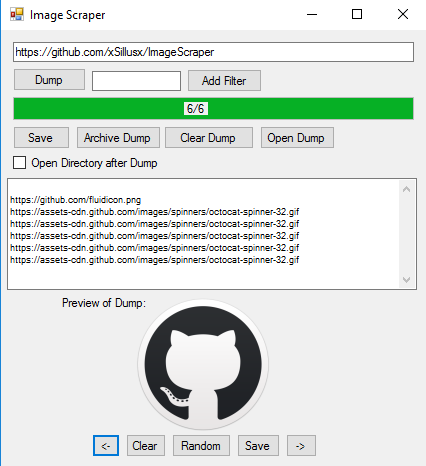 Image Scraper
https://github.com/xSillusx/ImageScraper
Dump
Add Filter
6/6
Save
Archive Dump
Clear Dump
Open Dump
Open Directory after Dump
https://github.com/fluidicon.png
https://assets-cdn.github.com/images/spinners/octocat-spinner-32.gif
https://assets-cdn.github.com/images/spinners/octocat-spinner-32.gif
https://assets-cdn.github.com/images/spinners/octocat-spinner-32.gif
https://assets-cdn.github.com/images/spinners/octocat-spinner-32.gif
https://assets-cdn.github.com/images/spinners/octocat-spinner-32.gif
Preview of Dump:
<-
Clear
Random
Save
->